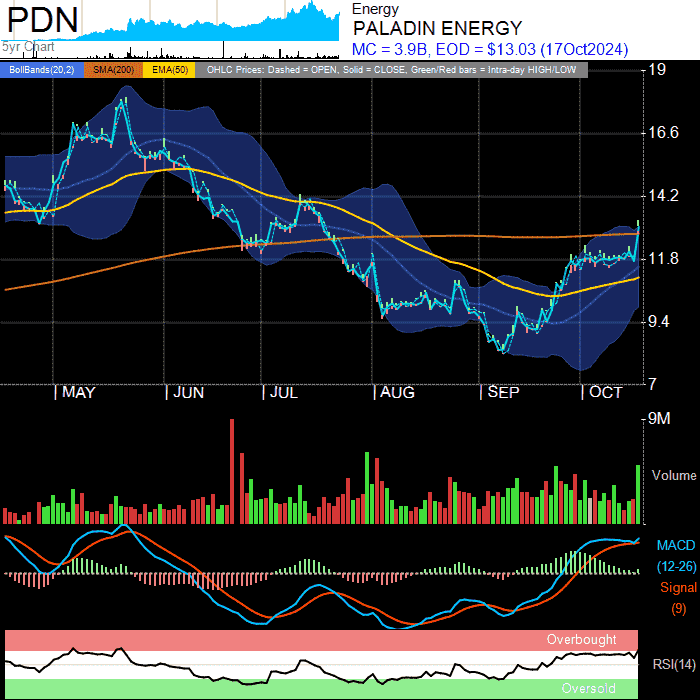 PDN
5yr Chart
Energy
PALADIN ENERGY
MC = 3.9B, EOD = $13.03 (17Oct2024)
BollBands(20,2) SMA(200) EMA(50) OHLC Prices: Dashed = OPEN, Solid = CLOSE, Green/Red bars = Intra-day HIGH/LOW
19
16.6
14.2
11.8
9.4
7
| MAY | JUN | JUL | AUG | SEP | OCT
9M
Volume
MACD
(12-26)
Signal
(9)
Overbought
RSI(14)
Oversold